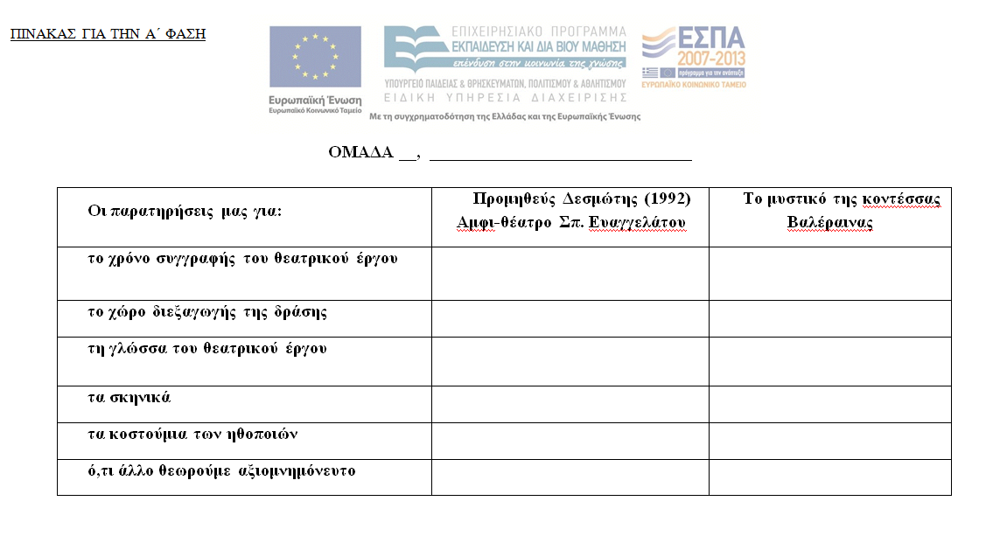 ΠΙΝΑΚΑΣ ΓΙΑ ΤΗΝ Α΄ ΦΑΣΗ
Ευρωπαϊκή Ένωση
Ευρωπαϊκό Κοινωνικό Ταμείο
ΕΠΙΧΕΙΡΗΣΙΑΚΟ ΠΡΟΓΡΑΜΜΑ
ΕΚΠΑΙΔΕΥΣΗ ΚΑΙ ΔΙΑ ΒΙΟΥ ΜΑΘΗΣΗ
επένδυση στην κοινωνία της γνώσης
ΥΠΟΥΡΓΕΙΟ ΠΑΙΔΕΙΑΣ & ΘΡΗΣΚΕΥΜΑΤΩΝ, ΠΟΛΙΤΙΣΜΟΥ & ΑΘΛΗΤΙΣΜΟΥ
ΕΙΔΙΚΗ ΥΠΗΡΕΣΙΑ ΔΙΑΧΕΙΡΙΣΗΣ
Με τη συγχρηματοδότηση της Ελλάδας και της Ευρωπαϊκής Ένωσης
ΕΣΠΑ
2007-2013
πρόγραμμα για την ανάπτυξη
ΕΥΡΩΠΑΪΚΟ ΚΟΙΝΩΝΙΚΟ ΤΑΜΕΙΟ
ΟΜΑΔΑ __, ______________________________
Οι παρατηρήσεις μας για:
Προμηθεύς Δεσμώτης (1992)
Αμφι-θέατρο Σπ. Ευαγγελάτου
Το μυστικό της κοντέσσας
Βαλέραινας
το χρόνο συγγραφής του θεατρικού έργου
το χώρο διεξαγωγής της δράσης
τη γλώσσα του θεατρικού έργου
τα σκηνικά
τα κοστούμια των ηθοποιών
ό,τι άλλο θεωρούμε αξιομνημόνευτο